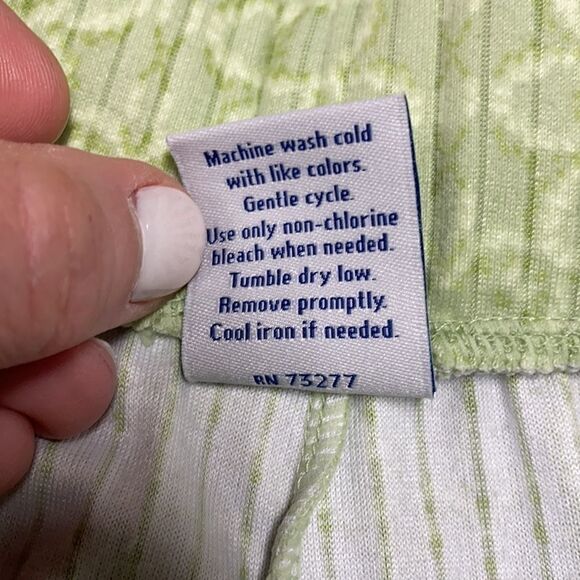 Machine wash cold
with like colors.
Gentle cycle.
Use only non-chlorine
bleach when needed.
Tumble dry low.
Remove promptly.
Cool iron if needed.
RN 73277